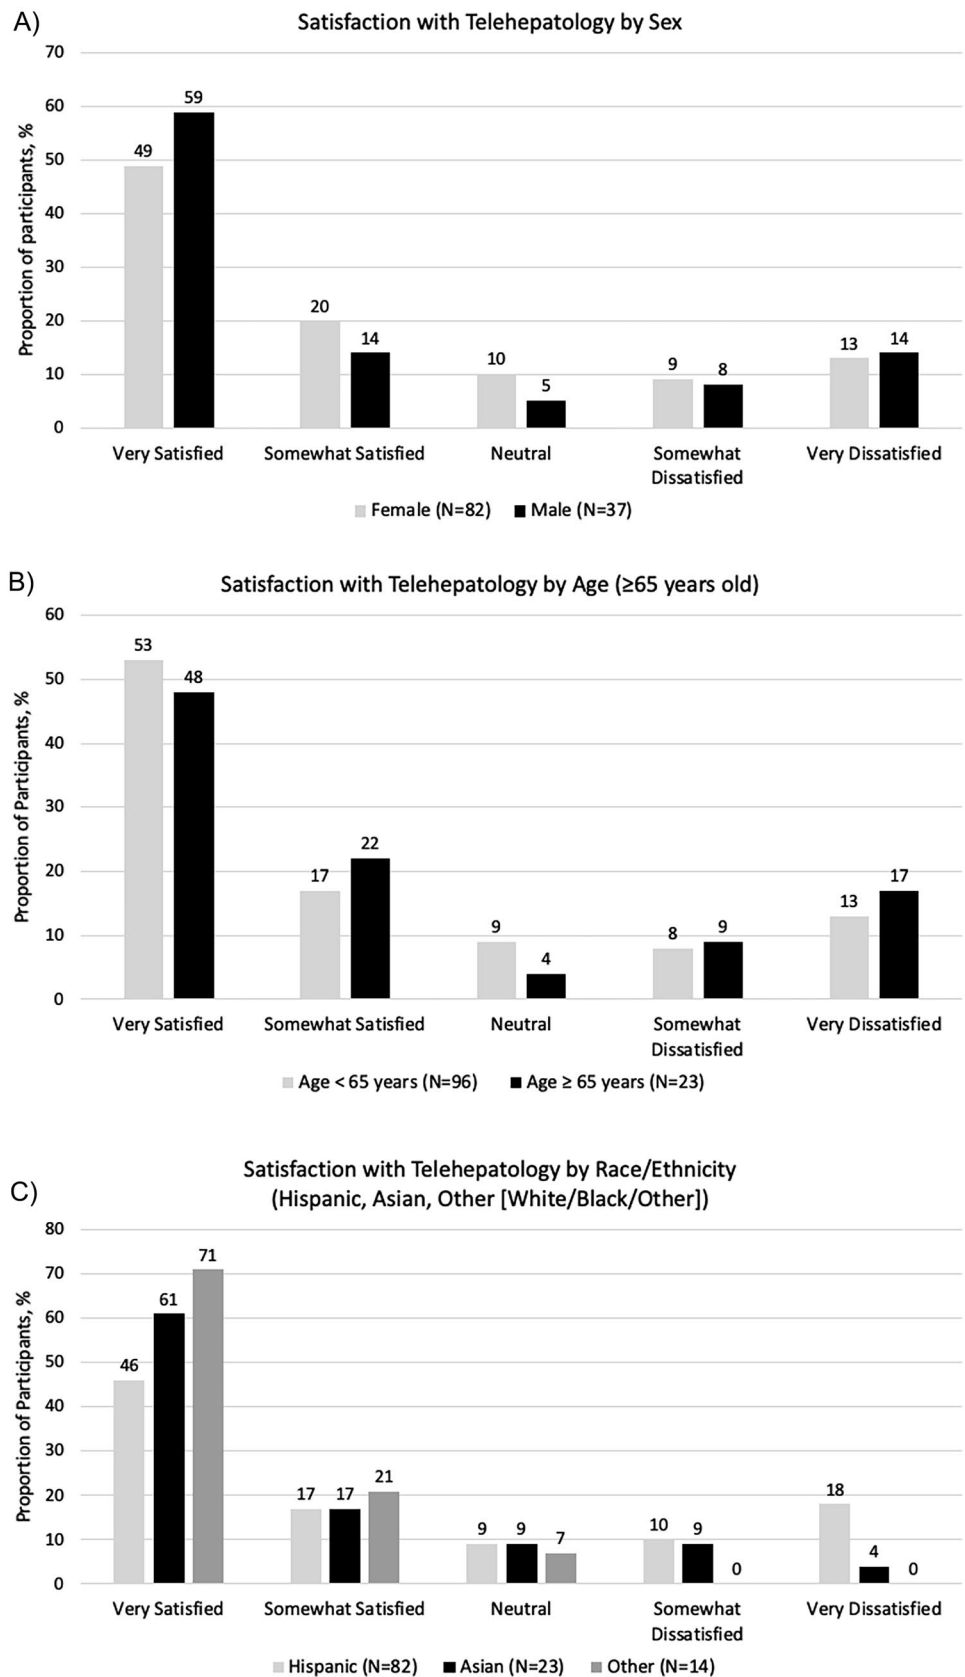 A)
Satisfaction with Telehepatology by Sex
Proportion of participants, %
70
60
50
40
30
20
10
0
49
59
20
14
10
5
9
8
13
14
Very Satisfied
Somewhat Satisfied
Neutral
Somewhat
Dissatisfied
Very Dissatisfied
Female (N=82)
Male (N=37)
B)
Satisfaction with Telehepatology by Age (≥65 years old)
Proportion of Participants, %
60
50
40
30
20
10
0
53
48
17
22
9
4
8
9
13
17
Very Satisfied
Somewhat Satisfied
Neutral
Somewhat
Dissatisfied
Very Dissatisfied
Age < 65 years (N=96)
Age ≥ 65 years (N=23)
C)
Satisfaction with Telehepatology by Race/Ethnicity
(Hispanic, Asian, Other [White/Black/Other])
Proportion of Participants, %
80
70
60
50
40
30
20
10
0
46
61
71
17
17
21
9
9
7
10
9
0
18
4
0
Very Satisfied
Somewhat Satisfied
Neutral
Somewhat
Dissatisfied
Very Dissatisfied
Hispanic (N=82)
Asian (N=23)
Other (N=14)